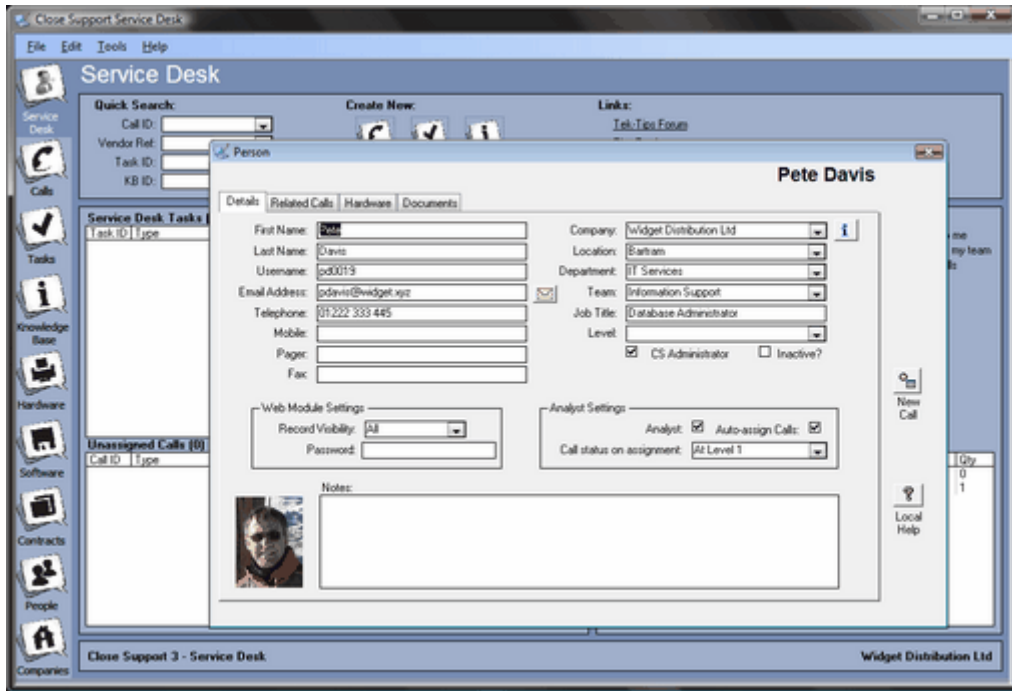 Close Support Service Desk
File Edit Tools Help
Service Desk
Service Desk
Calls
Tasks
Knowledge Base
Hardware
Software
Contracts
People
Companies
Quick Search:
Call ID:
Vendor Ref:
Task ID:
KB ID:
Create New:
Links:
Tek-Tips Forum
Service Desk Tasks (
Task ID Type
me
my team
Unassigned Calls (0)
Call ID Type
Qty
0
1
Person
Pete Davis
Details Related Calls Hardware Documents
First Name: Pete
Last Name: Davis
Username: pd0019
Email Address: pdavis@widget.xyz
Telephone: 01222 333 445
Mobile:
Pager:
Fax:
Company: Widget Distribution Ltd
Location: Bartram
Department: IT Services
Team: Information Support
Job Title: Database Administrator
Level:
CS Administrator Inactive?
Web Module Settings
Record Visibility: All
Password:
Analyst Settings
Analyst: Auto-assign Calls:
Call status on assignment: At Level 1
Notes:
New Call
Local Help
Close Support 3 - Service Desk
Widget Distribution Ltd